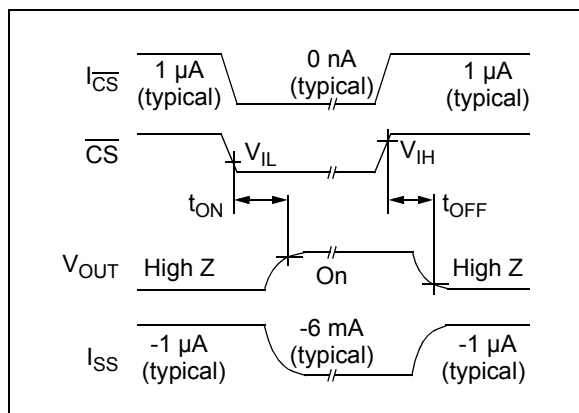 I_CS
1 µA
(typical)
0 nA
(typical)
1 µA
(typical)
CS
V_IL
V_IH
t_ON
t_OFF
V_OUT
High Z
On
High Z
I_SS
-1 µA
(typical)
-6 mA
(typical)
-1 µA
(typical)